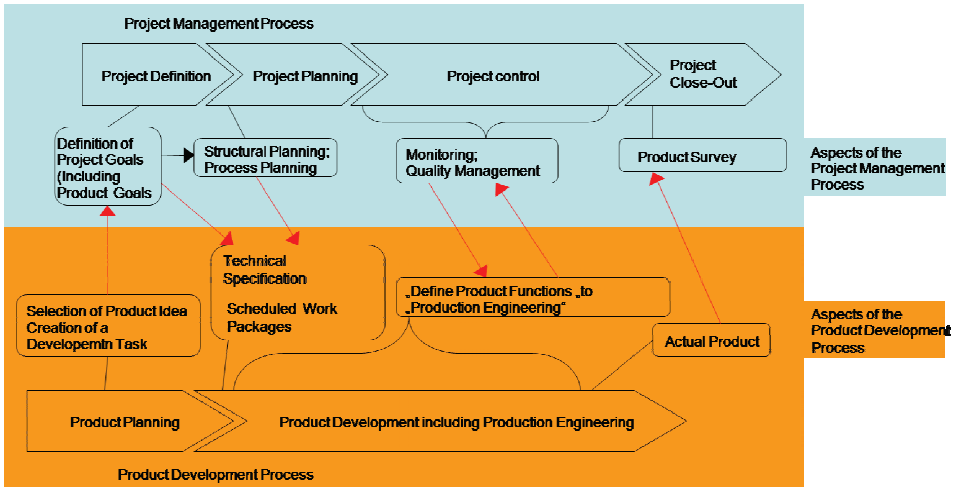 Project Management Process
Project Definition
Project Planning
Project control
Project
Close-Out
Definition of
Project Goals
(Including
Product Goals
Structural Planning;
Process Planning
Monitoring;
Quality Management
Product Survey
Aspects of the
Project Management
Process
Technical
Specification
Scheduled Work
Packages
„Define Product Functions „to
„Production Engineering“
Selection of Product Idea
Creation of a
Developemtn Task
Actual Product
Aspects of the
Product Development
Process
Product Planning
Product Development including Production Engineering
Product Development Process